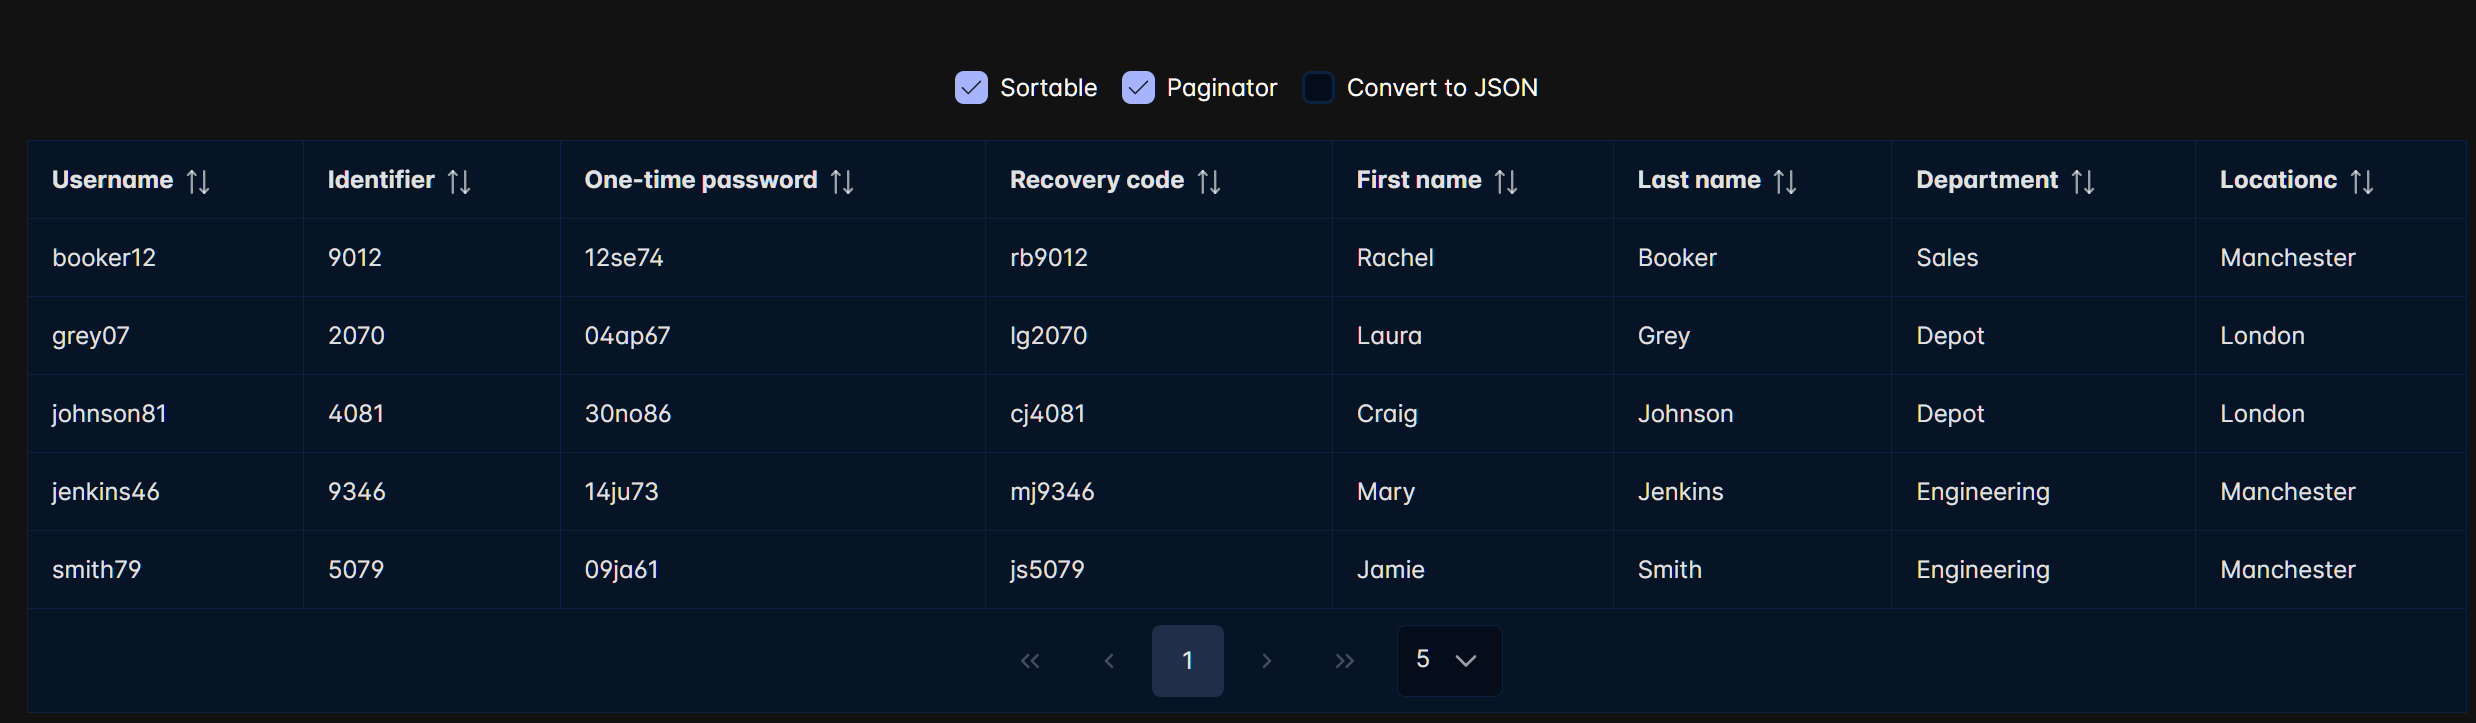 Sortable Paginator Convert to JSON
Username Identifier One-time password Recovery code First name Last name Department Locationc
booker12 9012 12se74 rb9012 Rachel Booker Sales Manchester
grey07 2070 04ap67 lg2070 Laura Grey Depot London
johnson81 4081 30no86 cj4081 Craig Johnson Depot London
jenkins46 9346 14ju73 mj9346 Mary Jenkins Engineering Manchester
smith79 5079 09ja61 js5079 Jamie Smith Engineering Manchester
1 5